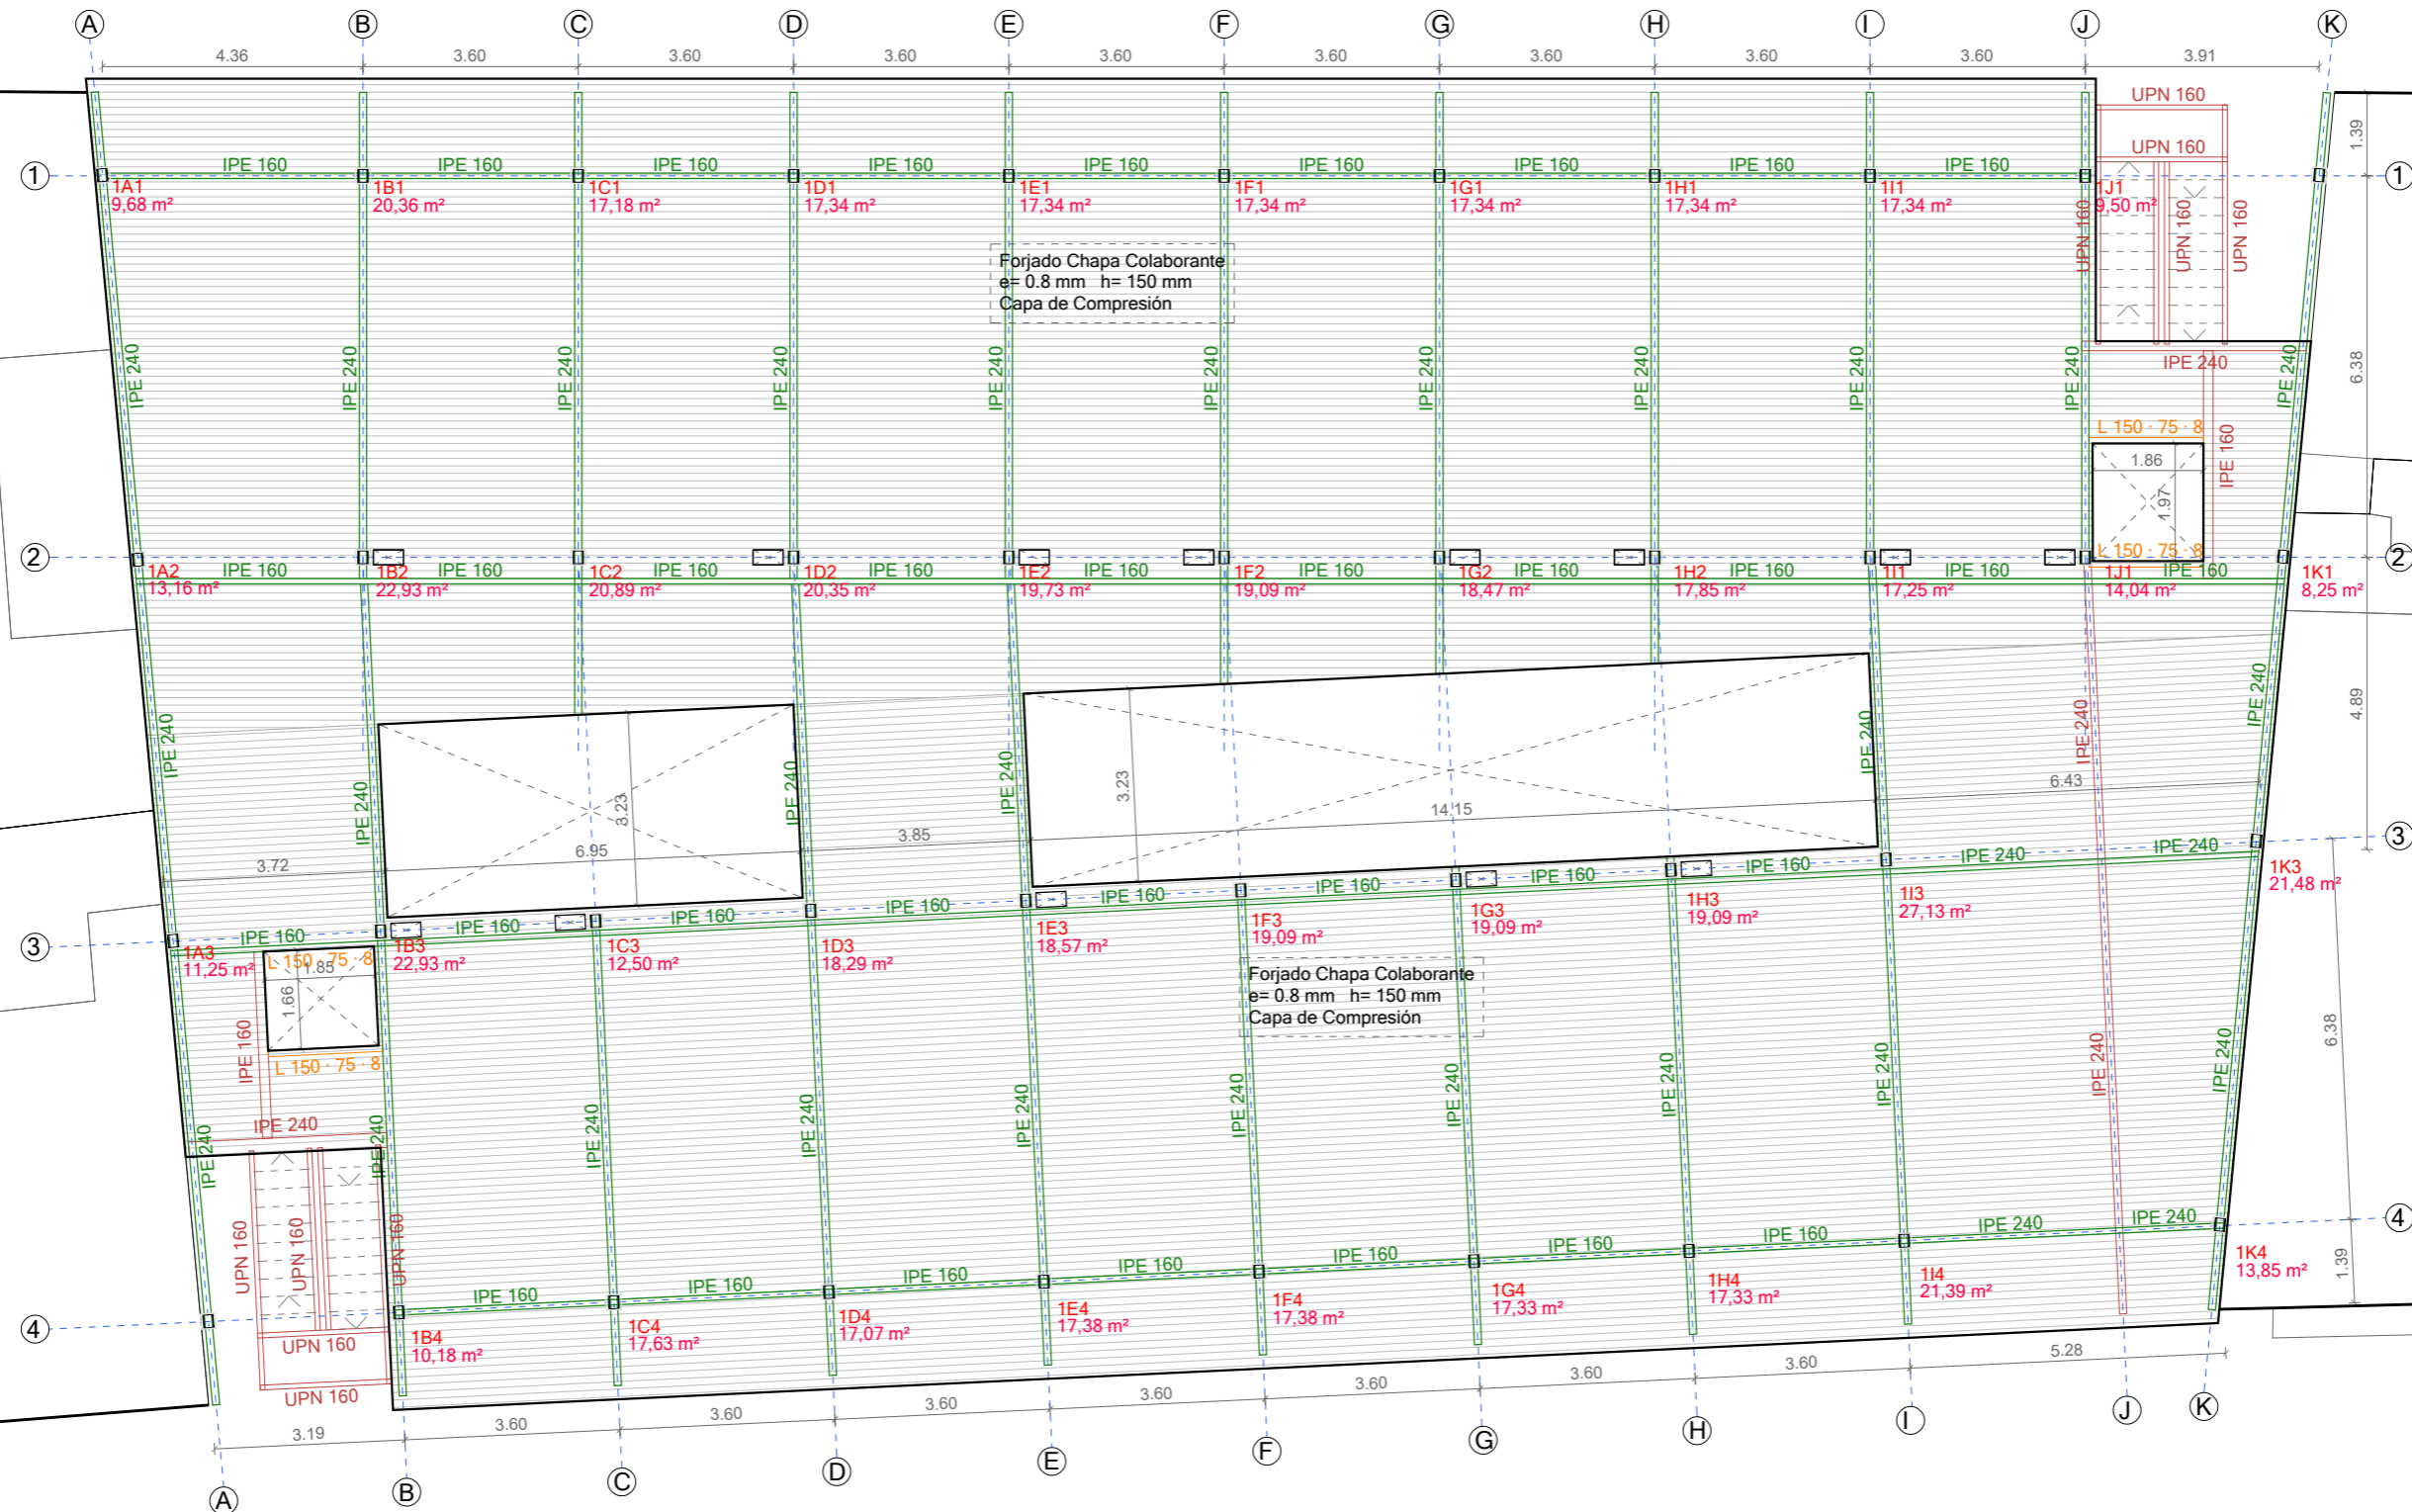 A B C D E F G H I J K
4.36 3.60 3.60 3.60 3.60 3.60 3.60 3.60 3.60 3.91
UPN 160
1.39
UPN 160
IPE 160 IPE 160 IPE 160 IPE 160 IPE 160 IPE 160 IPE 160 IPE 160 IPE 160
1 1
1A1 1B1 1C1 1D1 1E1 1F1 1G1 1H1 1I1 1J1
9,68 m² 20,36 m² 17,18 m² 17,34 m² 17,34 m² 17,34 m² 17,34 m² 17,34 m² 17,34 m² 9,50 m²
UPN 160 UPN 160 UPN 160
Forjado Chapa Colaborante
e= 0.8 mm h= 150 mm
Capa de Compresión
IPE 240 IPE 240 IPE 240 IPE 240 IPE 240 IPE 240 IPE 240 IPE 240 IPE 240 IPE 240 IPE 240 6.38
IPE 240
L 150 · 75 · 8
1.86
IPE 160
1.97
L 150 · 75 · 8
2 2
IPE 160 IPE 160 IPE 160 IPE 160 IPE 160 IPE 160 IPE 160 IPE 160 IPE 160 IPE 160
1A2 1B2 1C2 1D2 1E2 1F2 1G2 1H2 1I1 1J1 1K1
13,16 m² 22,93 m² 20,89 m² 20,35 m² 19,73 m² 19,09 m² 18,47 m² 17,85 m² 17,25 m² 14,04 m² 8,25 m²
IPE 240 IPE 240 IPE 240 IPE 240 IPE 240 IPE 240 IPE 240 4.89
3.23 3.23
3.72 6.95 3.85 14.15 6.43
3 3
IPE 160 IPE 160 IPE 160 IPE 160 IPE 160 IPE 160 IPE 160 IPE 160 IPE 240 IPE 240
1A3 1B3 1C3 1D3 1E3 1F3 1G3 1H3 1I3 1K3
11,25 m² 22,93 m² 12,50 m² 18,29 m² 18,57 m² 19,09 m² 19,09 m² 19,09 m² 27,13 m² 21,48 m²
L 150 · 75 · 8
1.85
1.66
L 150 · 75 · 8
Forjado Chapa Colaborante
e= 0.8 mm h= 150 mm
Capa de Compresión
IPE 160
IPE 240
IPE 240 IPE 240 IPE 240 IPE 240 IPE 240 IPE 240 IPE 240 IPE 240 IPE 240 IPE 240 IPE 240 6.38
UPN 160 UPN 160 UPN 160
4 4
IPE 160 IPE 160 IPE 160 IPE 160 IPE 160 IPE 160 IPE 160 IPE 240 IPE 240
1B4 1C4 1D4 1E4 1F4 1G4 1H4 1I4 1K4
10,18 m² 17,63 m² 17,07 m² 17,38 m² 17,38 m² 17,33 m² 17,33 m² 21,39 m² 13,85 m²
1.39
UPN 160
UPN 160
3.19 3.60 3.60 3.60 3.60 3.60 3.60 3.60 5.28
A B C D E F G H I J K